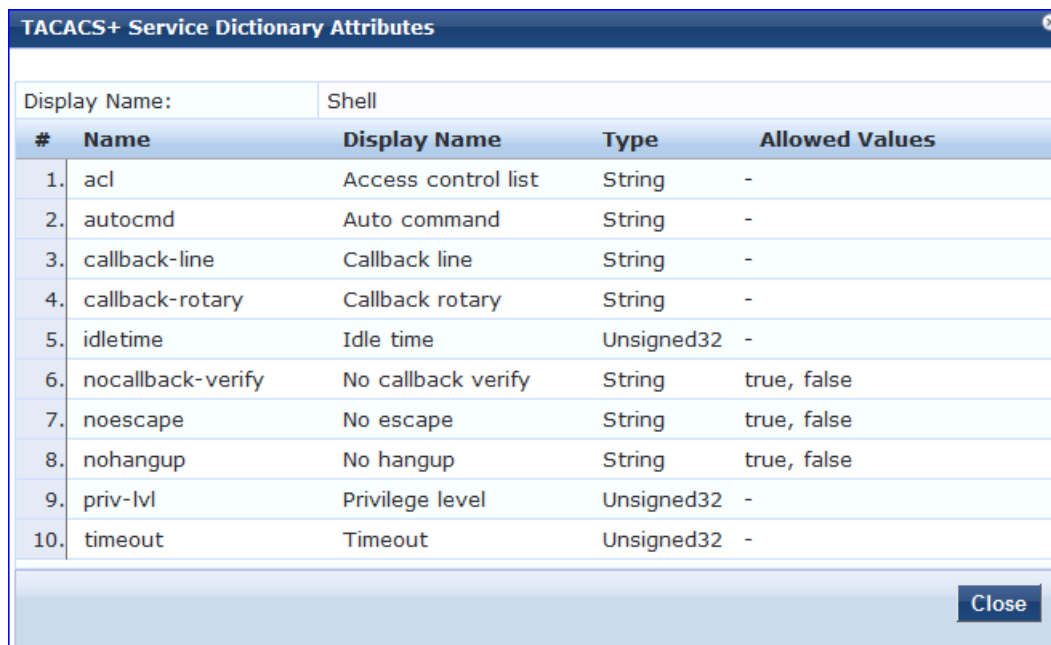 TACACS+ Service Dictionary Attributes
Display Name: Shell
# Name Display Name Type Allowed Values
1. acl Access control list String -
2. autocmd Auto command String -
3. callback-line Callback line String -
4. callback-rotary Callback rotary String -
5. idletime Idle time Unsigned32 -
6. nocallback-verify No callback verify String true, false
7. noescape No escape String true, false
8. nohangup No hangup String true, false
9. priv-lvl Privilege level Unsigned32 -
10. timeout Timeout Unsigned32 -
Close